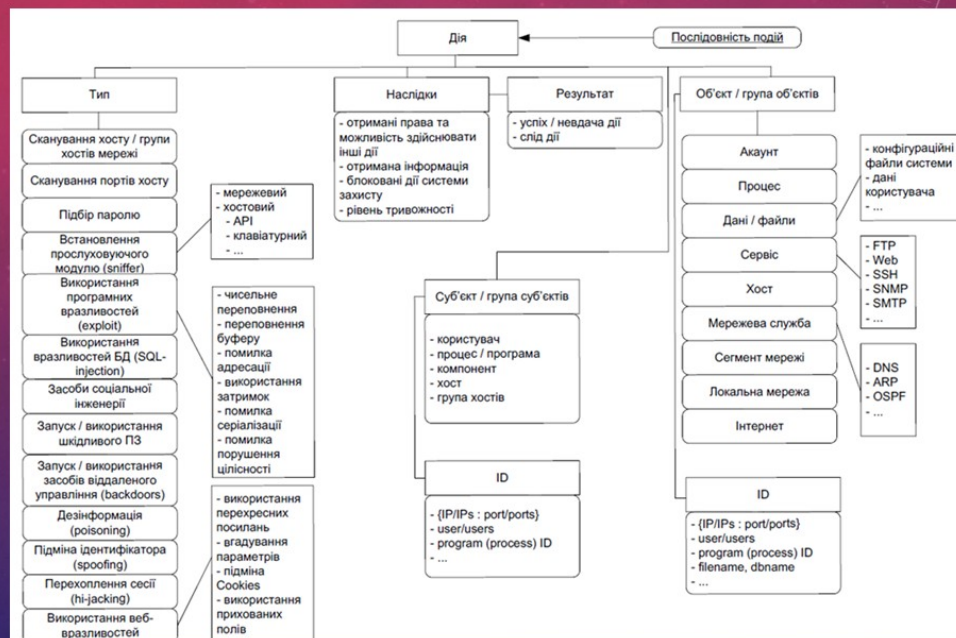 Дія
Послідовність подій
Тип
Сканування хосту / групи
хостів мережі
Сканування портів хосту
Підбір паролю
Встановлення
прослуховуючого
модулю (sniffer)
Використання
програмних
вразливостей
(exploit)
Використання
вразливостей БД (SQL-
injection)
Засоби соціальної
інженерії
Запуск / використання
шкідливого ПЗ
Запуск / використання
засобів віддаленого
управління (backdoors)
Дезінформація
(poisoning)
Підміна ідентифікатора
(spoofing)
Перехоплення сесії
(hi-jacking)
Використання веб-
вразливостей
- мережевий
- хостовий
- API
- клавіатурний
- ...
- чисельне
переповнення
- переповнення
буферу
- помилка
адресації
- використання
затримок
- помилка
серіалізації
- помилка
порушення
цілісності
- використання
перехресних
посилань
- вгадування
параметрів
- підміна
Cookies
- використання
прихованих
полів
Наслідки
- отримані права та
можливість здійснювати
інші дії
- отримана інформація
- блоковані дії системи
захисту
- рівень тривожності
Результат
- успіх / невдача дії
- слід дії
Суб'єкт / група суб'єктів
- користувач
- процес / програма
- компонент
- хост
- група хостів
ID
- {IP/IPs : port/ports}
- user/users
- program (process) ID
- ...
Об'єкт / група об'єктів
Акаунт
Процес
Дані / файли
Сервіс
Хост
Мережева служба
Сегмент мережі
Локальна мережа
Інтернет
- конфігураційні
файли системи
- дані
користувача
- ...
- FTP
- Web
- SSH
- SNMP
- SMTP
- ...
- DNS
- ARP
- OSPF
- ...
ID
- {IP/IPs : port/ports}
- user/users
- program (process) ID
- filename, dbname
- ...